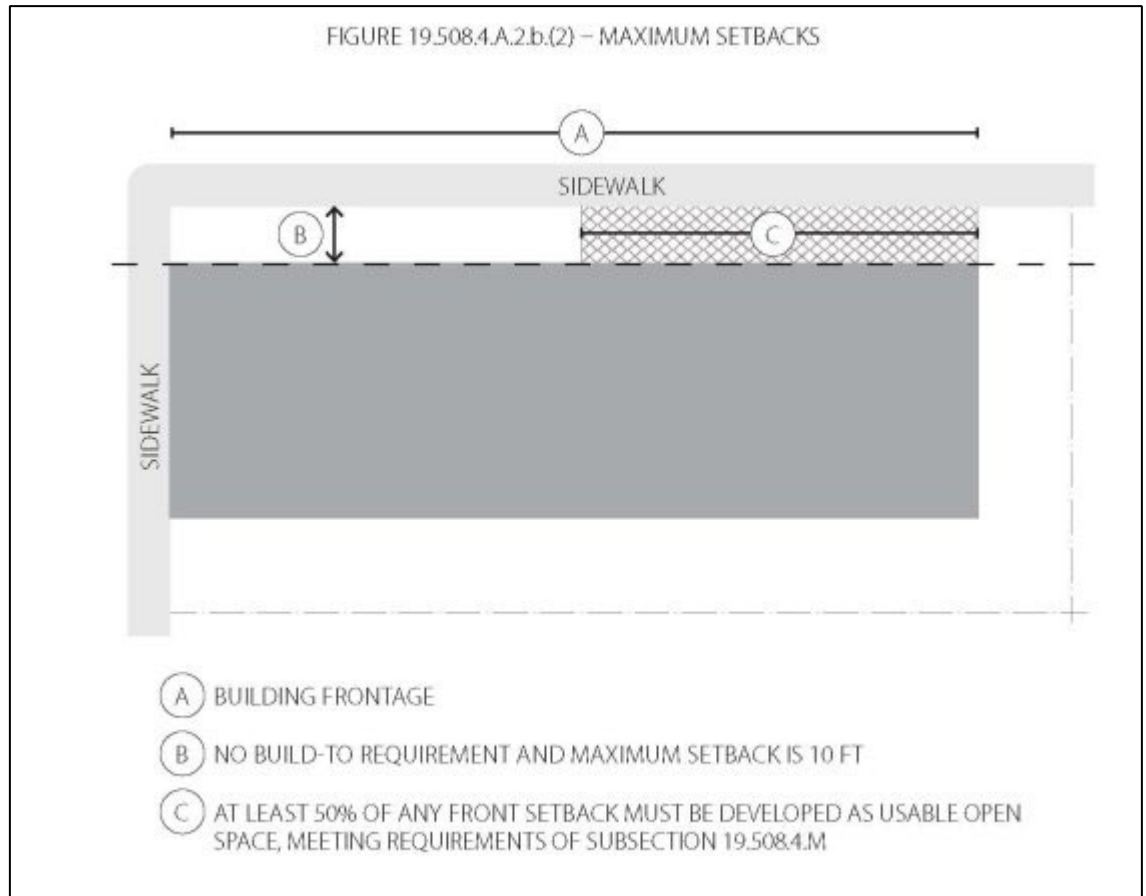 FIGURE 19.508.4.A.2.b.(2) – MAXIMUM SETBACKS
A
SIDEWALK
B
C
SIDEWALK
A BUILDING FRONTAGE
B NO BUILD-TO REQUIREMENT AND MAXIMUM SETBACK IS 10 FT
C AT LEAST 50% OF ANY FRONT SETBACK MUST BE DEVELOPED AS USABLE OPEN
SPACE, MEETING REQUIREMENTS OF SUBSECTION 19.508.4.M